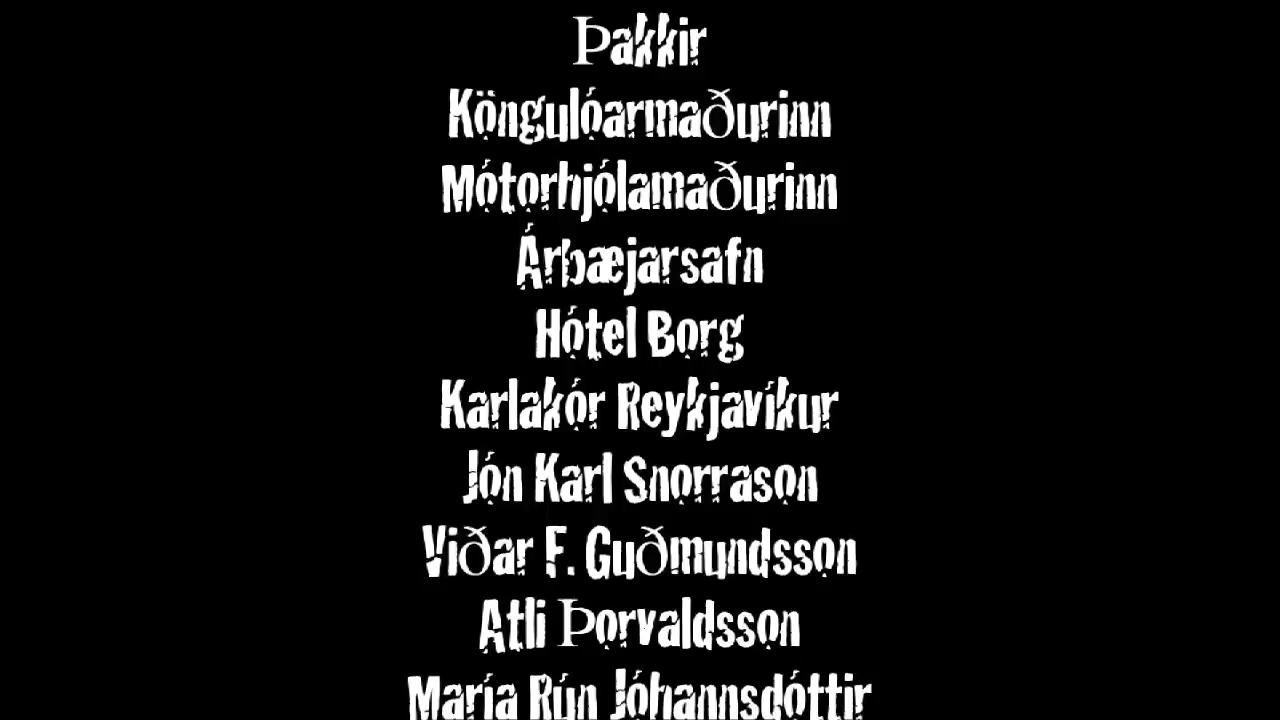 Þakkir
Köngulóarmaðurinn
Mótorhjólamaðurinn
Árbæjarsafn
Hótel Borg
Karlakór Reykjavíkur
Jón Karl Snorrason
Viðar F. Guðmundsson
Atli Þorvaldsson
María Rún Jóhannsdóttir